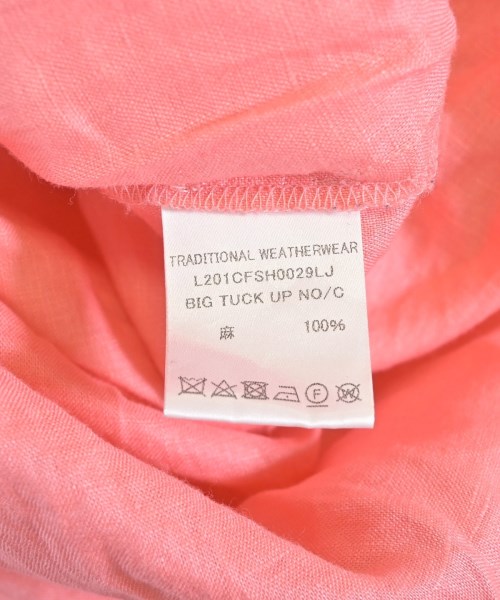 TRADITIONAL WEATHERWEAR
L201CFSH0029LJ
BIG TUCK UP NO/C
麻 100%
F W